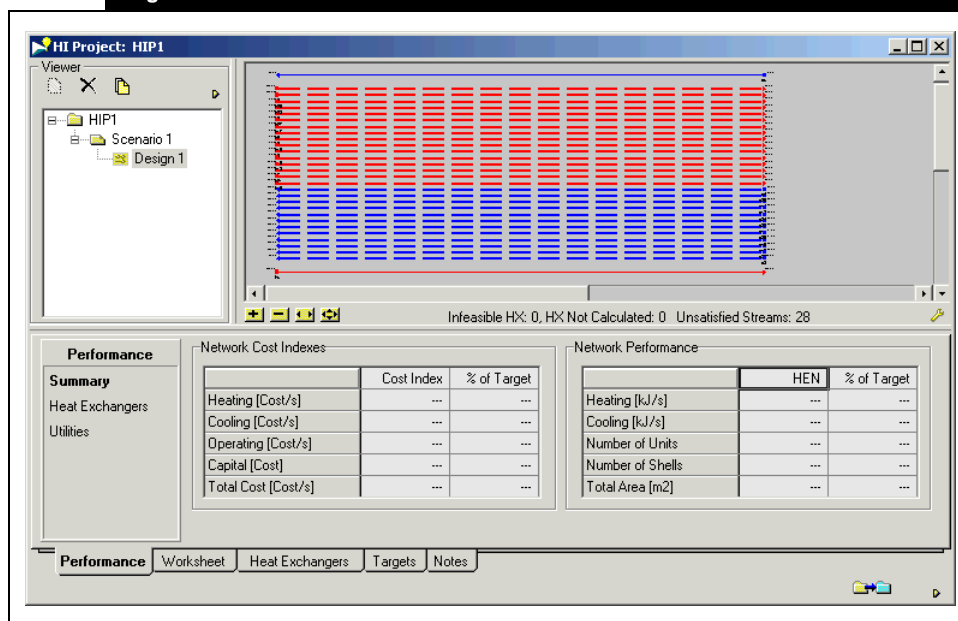 HI Project: HIP1
Viewer
HIP1
Scenario 1
Design 1
Infeasible HX: 0, HX Not Calculated: 0 Unsatisfied Streams: 28
Performance
Summary
Heat Exchangers
Utilities
Network Cost Indexes
Cost Index % of Target
Heating [Cost/s] --- ---
Cooling [Cost/s] --- ---
Operating [Cost/s] --- ---
Capital [Cost] --- ---
Total Cost [Cost/s] --- ---
Network Performance
HEN % of Target
Heating [kJ/s] --- ---
Cooling [kJ/s] --- ---
Number of Units --- ---
Number of Shells --- ---
Total Area [m2] --- ---
Performance Worksheet Heat Exchangers Targets Notes